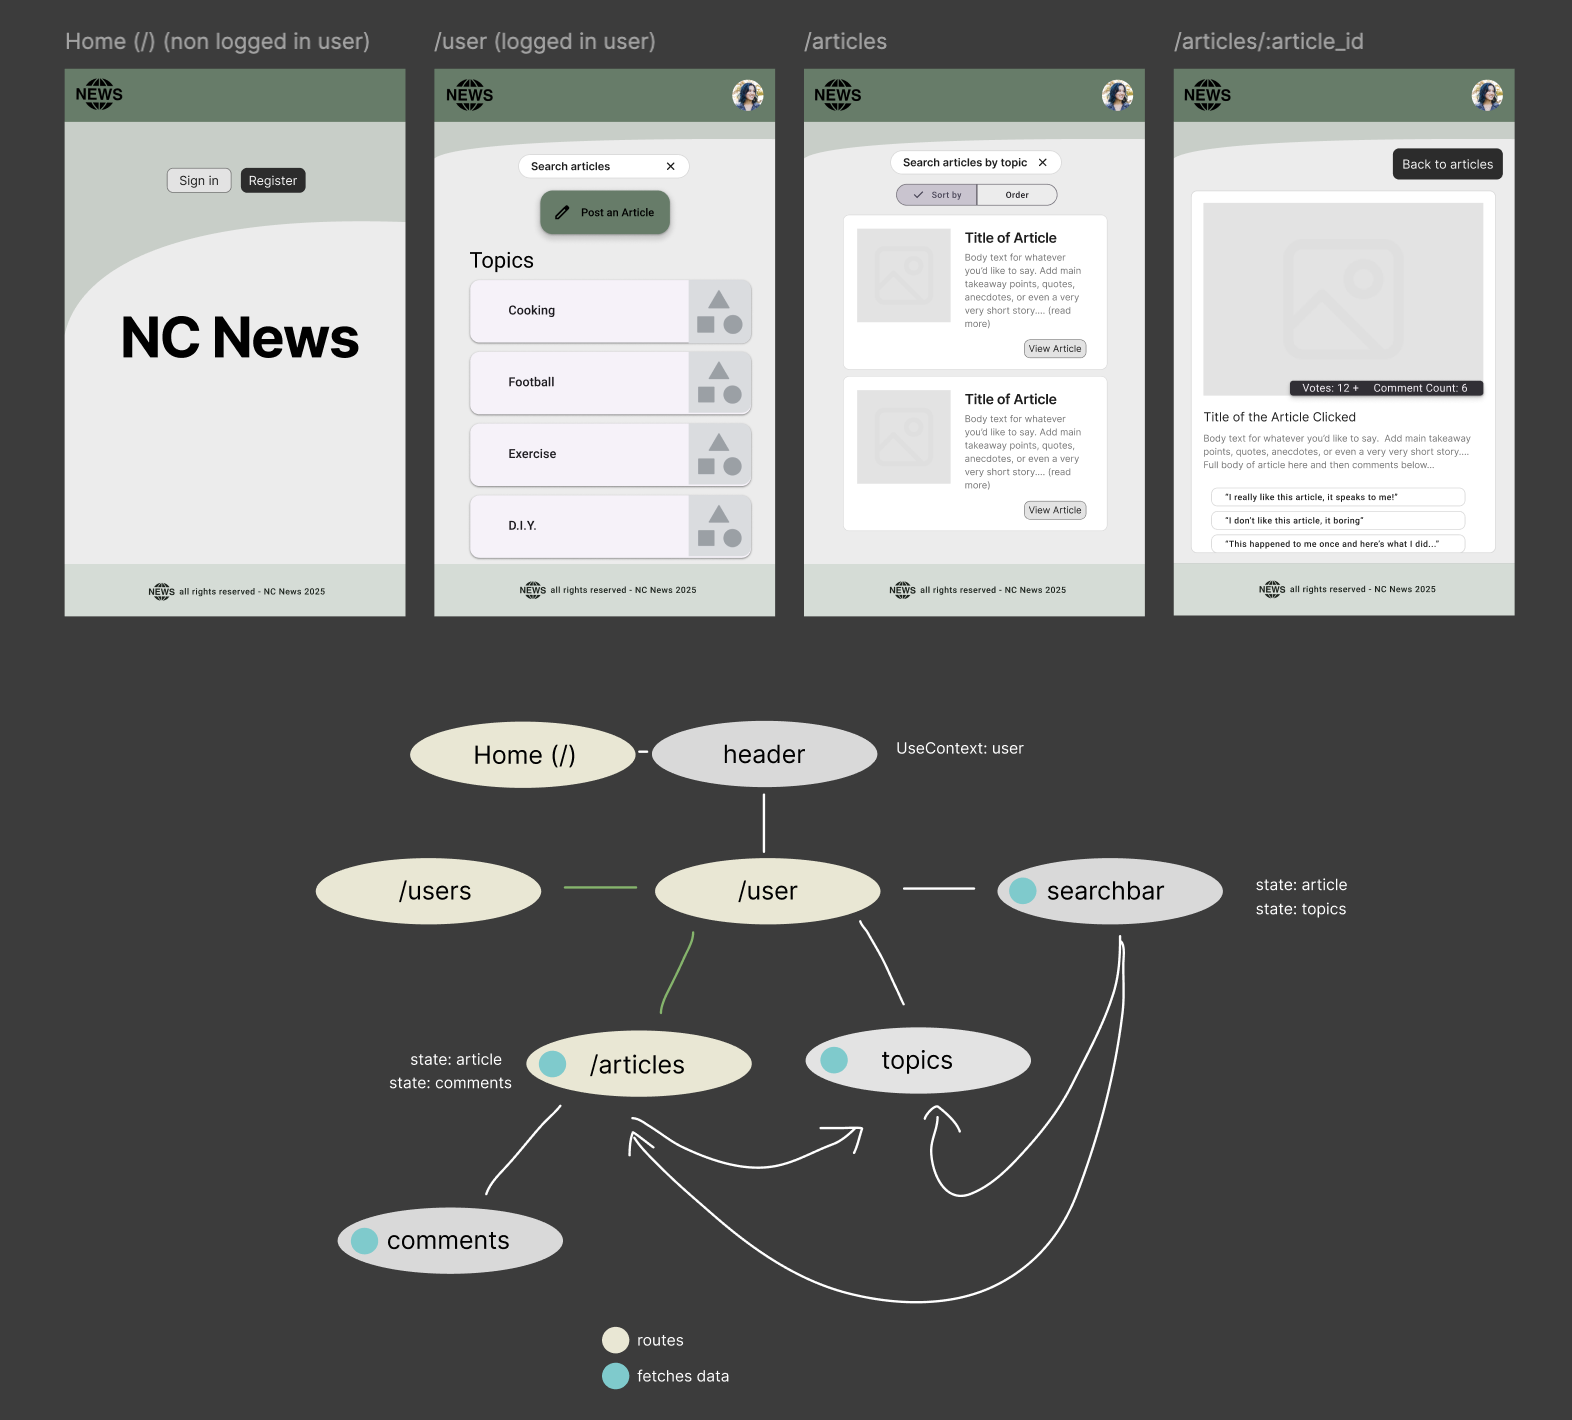 Home (/) (non logged in user)
NEWS
Sign in
Register
NC News
NEWS all rights reserved - NC News 2025
/user (logged in user)
NEWS
Search articles
Post an Article
Topics
Cooking
Football
Exercise
D.I.Y.
NEWS all rights reserved - NC News 2025
/articles
NEWS
Search articles by topic
Sort by
Order
Title of Article
Body text for whatever
you'd like to say. Add main
takeaway points, quotes,
anecdotes, or even a very
very short story.... (read
more)
View Article
Title of Article
Body text for whatever
you'd like to say. Add main
takeaway points, quotes,
anecdotes, or even a very
very short story.... (read
more)
View Article
NEWS all rights reserved - NC News 2025
/articles/:article_id
NEWS
Back to articles
Votes: 12 + Comment Count: 6
Title of the Article Clicked
Body text for whatever you'd like to say. Add main takeaway
points, quotes, anecdotes, or even a very very short story....
Full body of article here and then comments below...
"I really like this article, it speaks to me!"
"I don't like this article, it boring"
"This happened to me once and here's what I did..."
NEWS all rights reserved - NC News 2025
Home (/)
header
UseContext: user
/users
/user
searchbar
state: article
state: topics
state: article
state: comments
/articles
topics
comments
routes
fetches data